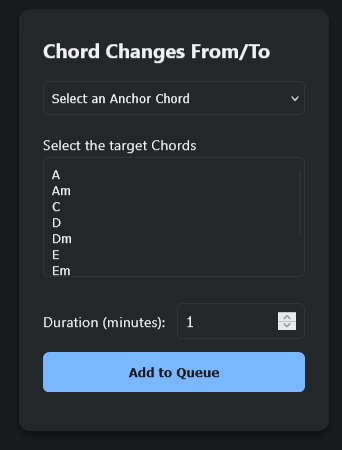 Chord Changes From/To
Select an Anchor Chord
Select the target Chords
A
Am
C
D
Dm
E
Em
Duration (minutes): 1
Add to Queue